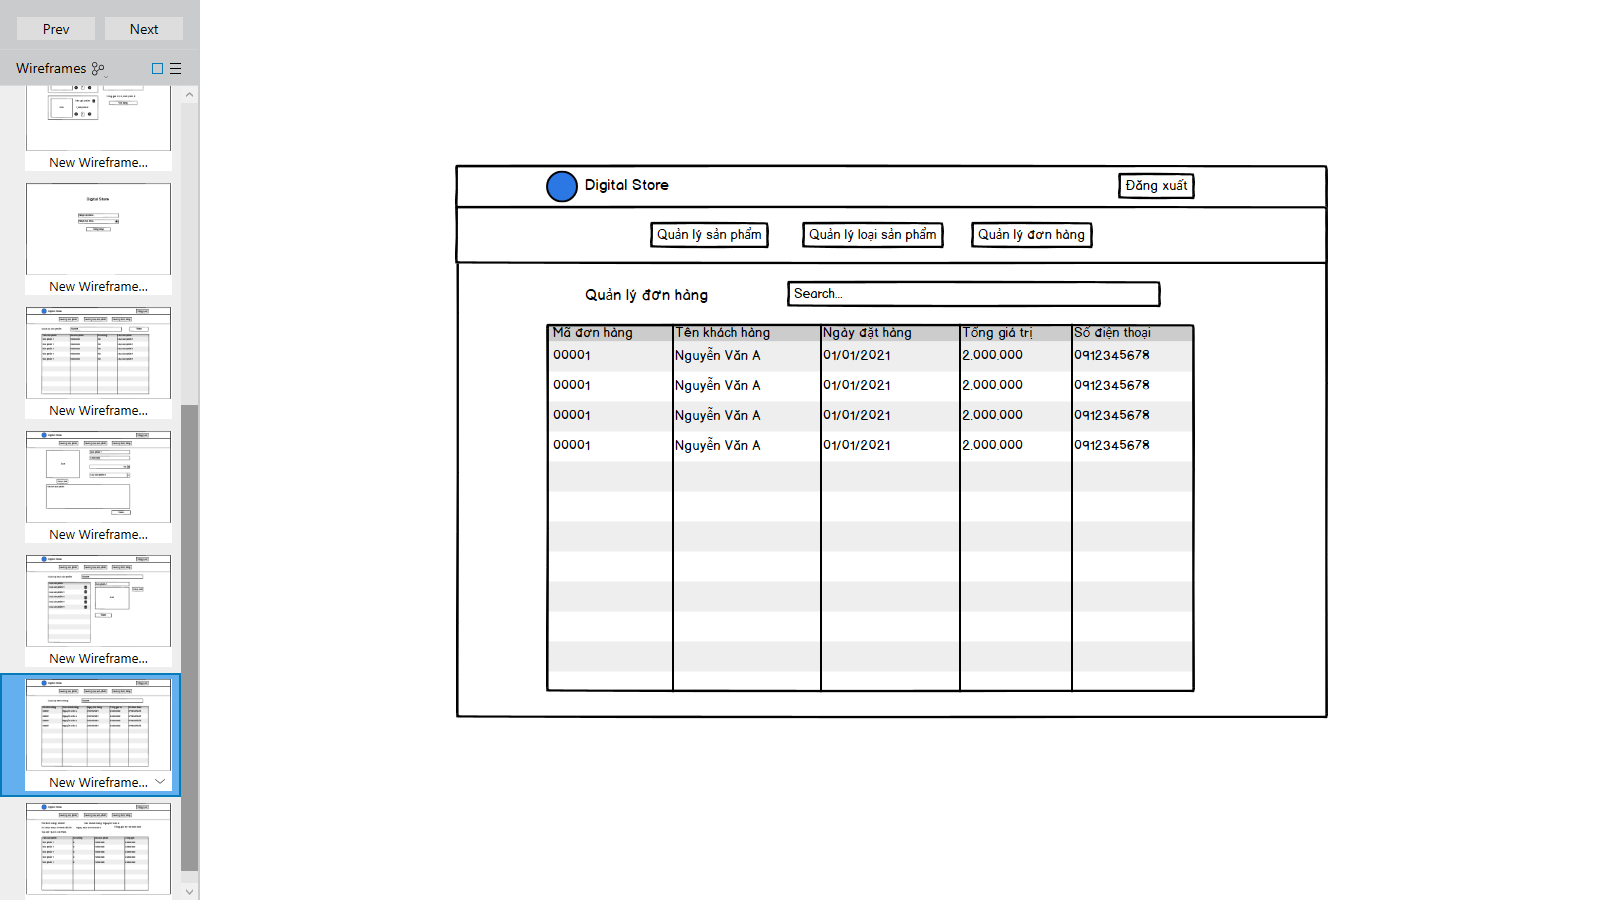 Prev Next
Wireframes
New Wireframe...
New Wireframe...
New Wireframe...
New Wireframe...
New Wireframe...
New Wireframe...
Digital Store Đăng xuất
Quản lý sản phẩm Quản lý loại sản phẩm Quản lý đơn hàng
Quản lý đơn hàng Search...
Mã đơn hàng Tên khách hàng Ngày đặt hàng Tổng giá trị Số điện thoại
00001 Nguyễn Văn A 01/01/2021 2.000.000 0912345678
00001 Nguyễn Văn A 01/01/2021 2.000.000 0912345678
00001 Nguyễn Văn A 01/01/2021 2.000.000 0912345678
00001 Nguyễn Văn A 01/01/2021 2.000.000 0912345678